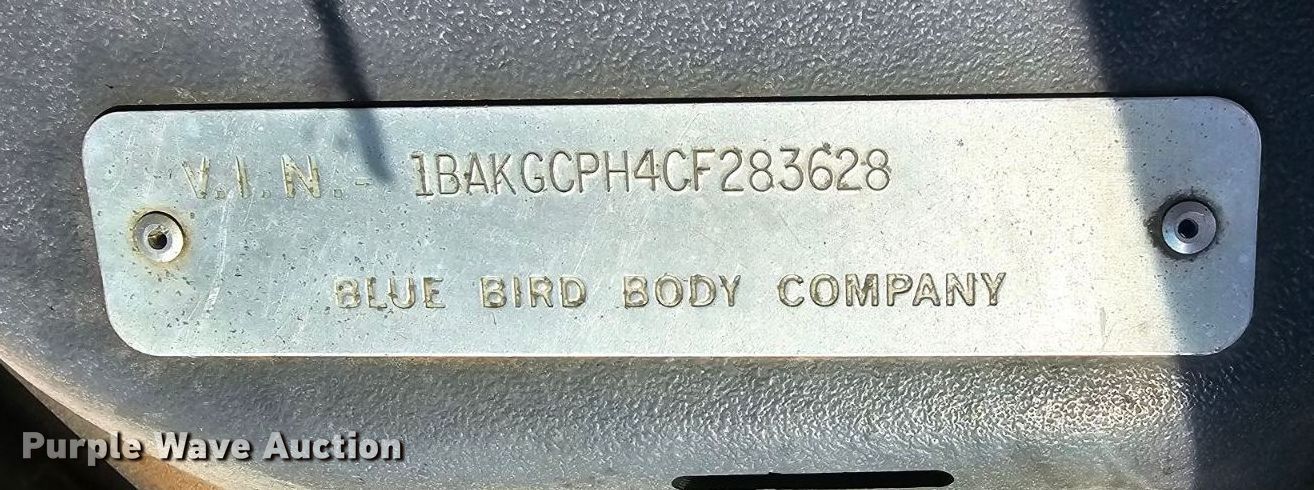 V.I.N.- 1BAKGCPH4CF283628
BLUE BIRD BODY COMPANY
Purple Wave Auction